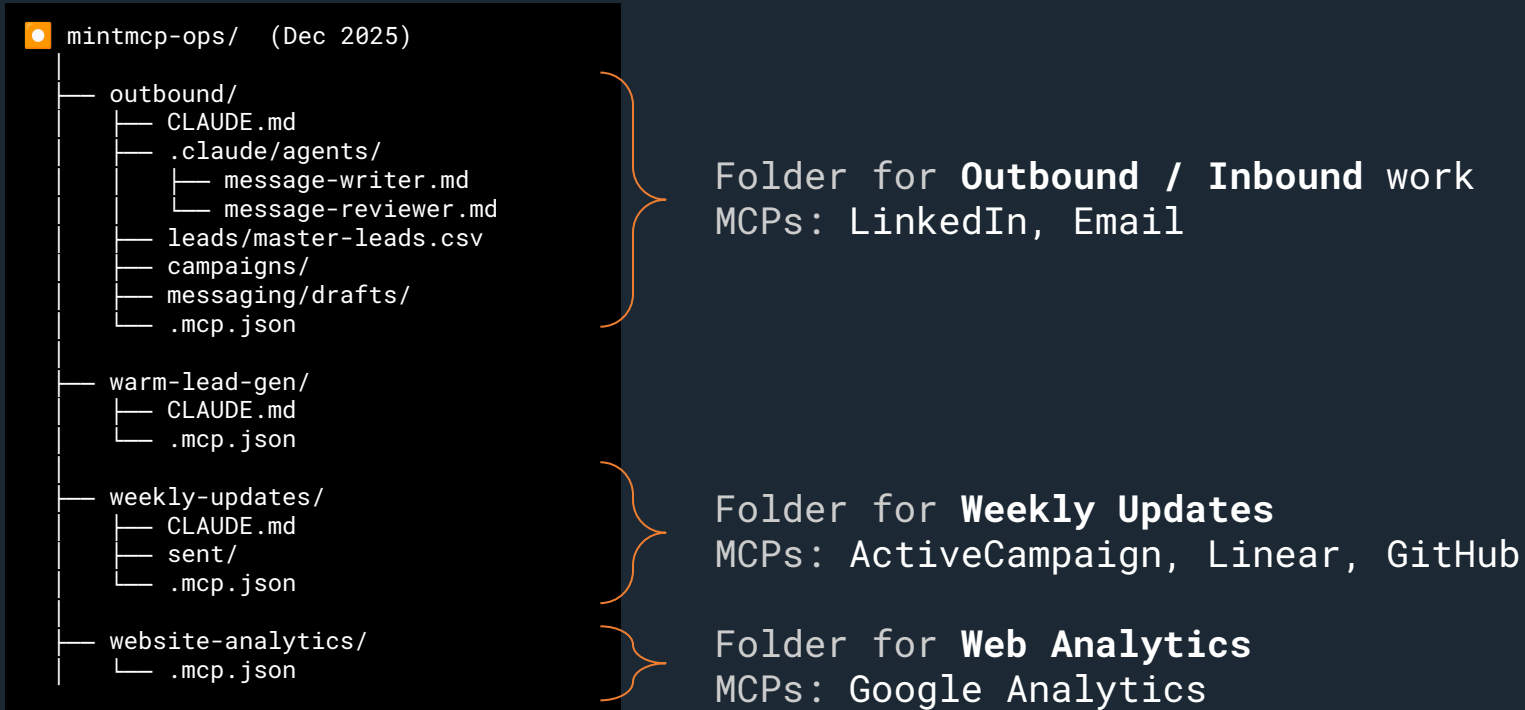 mintmcp-ops/ (Dec 2025)
├── outbound/
│   ├── CLAUDE.md
│   ├── .claude/agents/
│   │   ├── message-writer.md
│   │   └── message-reviewer.md
│   ├── leads/master-leads.csv
│   ├── campaigns/
│   ├── messaging/drafts/
│   └── .mcp.json
├── warm-lead-gen/
│   ├── CLAUDE.md
│   └── .mcp.json
├── weekly-updates/
│   ├── CLAUDE.md
│   ├── sent/
│   └── .mcp.json
├── website-analytics/
│   └── .mcp.json
Folder for Outbound / Inbound work
MCPs: LinkedIn, Email
Folder for Weekly Updates
MCPs: ActiveCampaign, Linear, GitHub
Folder for Web Analytics
MCPs: Google Analytics